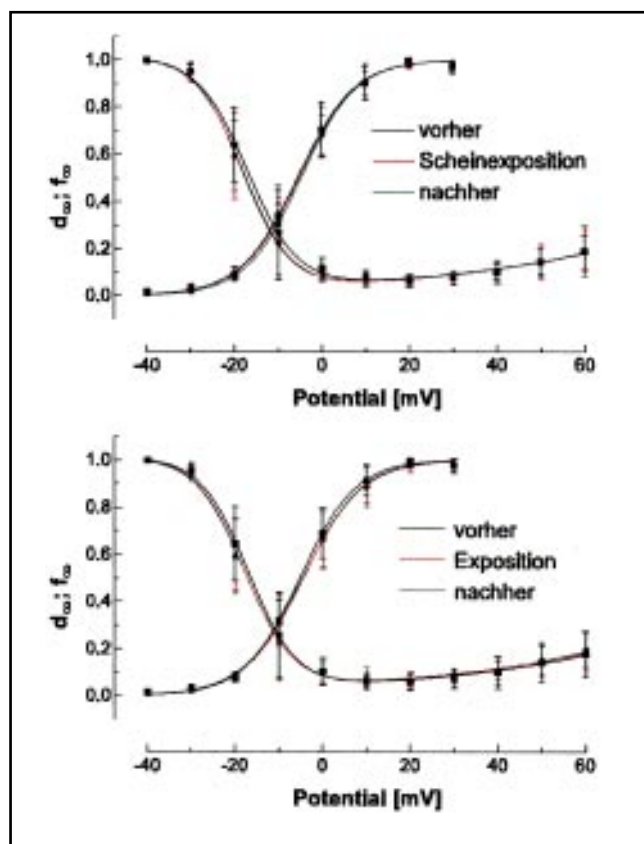 1.0
0.8
0.6
0.4
0.2
0.0
d∞; f∞
vorher
Scheinexposition
nachher
-40 -20 0 20 40 60
Potential [mV]
1.0
0.8
0.6
0.4
0.2
0.0
d∞; f∞
vorher
Exposition
nachher
-40 -20 0 20 40 60
Potential [mV]